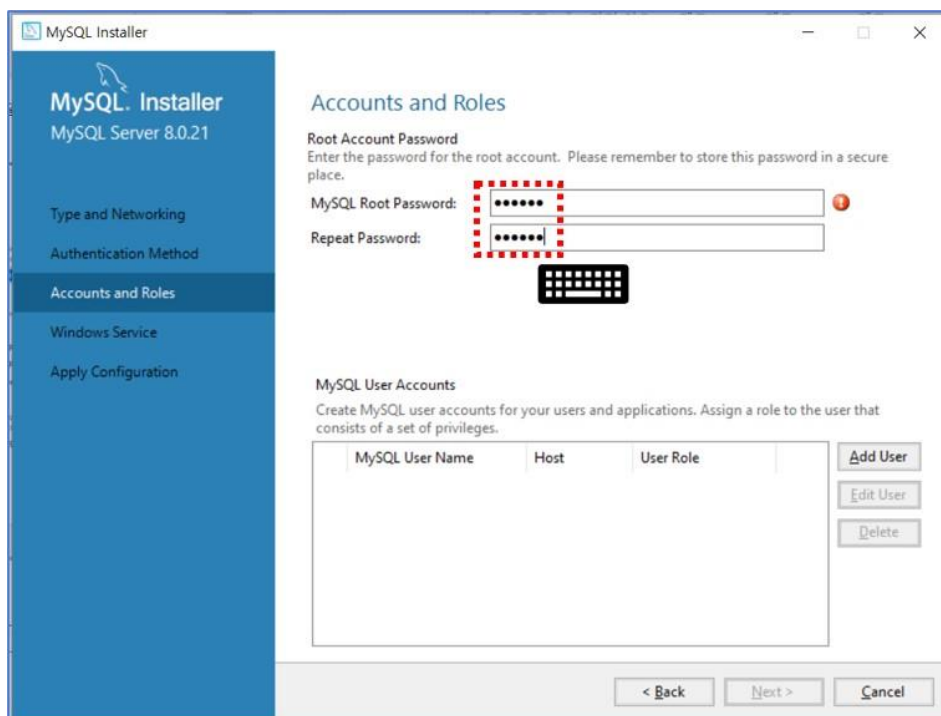 MySQL Installer
MySQL. Installer
MySQL Server 8.0.21
Type and Networking
Authentication Method
Accounts and Roles
Windows Service
Apply Configuration
Accounts and Roles
Root Account Password
Enter the password for the root account. Please remember to store this password in a secure
place.
MySQL Root Password: ••••••
Repeat Password: ••••••
MySQL User Accounts
Create MySQL user accounts for your users and applications. Assign a role to the user that
consists of a set of privileges.
MySQL User Name Host User Role
Add User
Edit User
Delete
< Back Next > Cancel